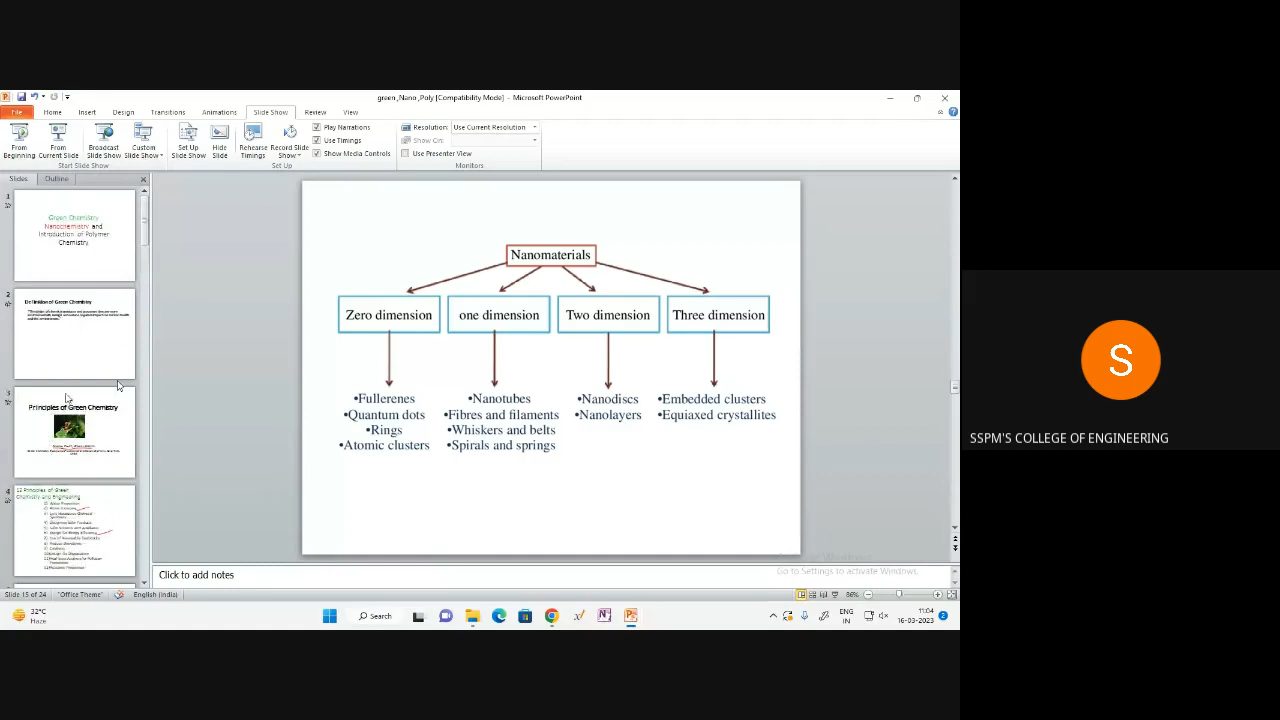 green_Nano_Poly [Compatibility Mode] – Microsoft PowerPoint
File Home Insert Design Transitions Animations Slide Show Review View
From Beginning
From Current Slide
Broadcast Slide Show
Custom Slide Show
Set Up Slide Show
Hide Slide
Rehearse Timings
Record Slide Show
Play Narrations
Use Timings
Show Media Controls
Resolution: Use Current Resolution
Show On:
Use Presenter View
Start Slide Show
Set Up
Monitors
Slides Outline
1
Green Chemistry
Nanochemistry and
Introduction of Polymer
Chemistry
2
Definition of Green Chemistry
3
Principles of Green Chemistry
4
12 Principles of Green
Chemistry and Engineering
Nanomaterials
Zero dimension
one dimension
Two dimension
Three dimension
•Fullerenes
•Quantum dots
•Rings
•Atomic clusters
•Nanotubes
•Fibres and filaments
•Whiskers and belts
•Spirals and springs
•Nanodiscs
•Nanolayers
•Embedded clusters
•Equiaxed crystallites
Go to Settings to activate Windows.
Click to add notes
Slide 15 of 24 "Office Theme" English (India) 86%
32°C
Haze
Search
ENG
IN
11:04
16-03-2023
2
S
SSPM'S COLLEGE OF ENGINEERING